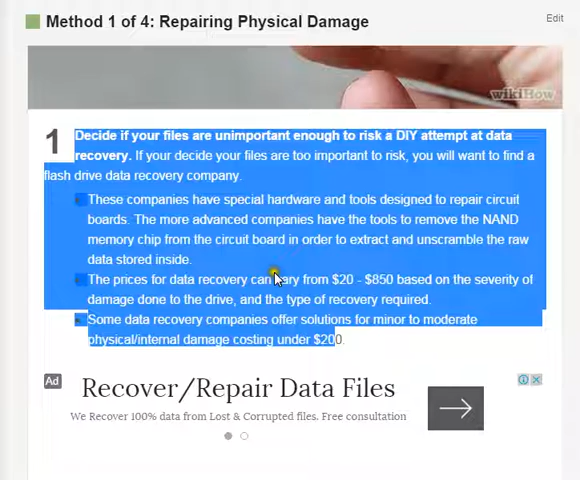 Method 1 of 4: Repairing Physical Damage
Edit
wikiHow
1
Decide if your files are unimportant enough to risk a DIY attempt at data
recovery. If your decide your files are too important to risk, you will want to find a
flash drive data recovery company.
These companies have special hardware and tools designed to repair circuit
boards. The more advanced companies have the tools to remove the NAND
memory chip from the circuit board in order to extract and unscramble the raw
data stored inside.
The prices for data recovery can vary from $20 - $850 based on the severity of
damage done to the drive, and the type of recovery required.
Some data recovery companies offer solutions for minor to moderate
physical/internal damage costing under $200.
Ad
Recover/Repair Data Files
We Recover 100% data from Lost & Corrupted files. Free consultation